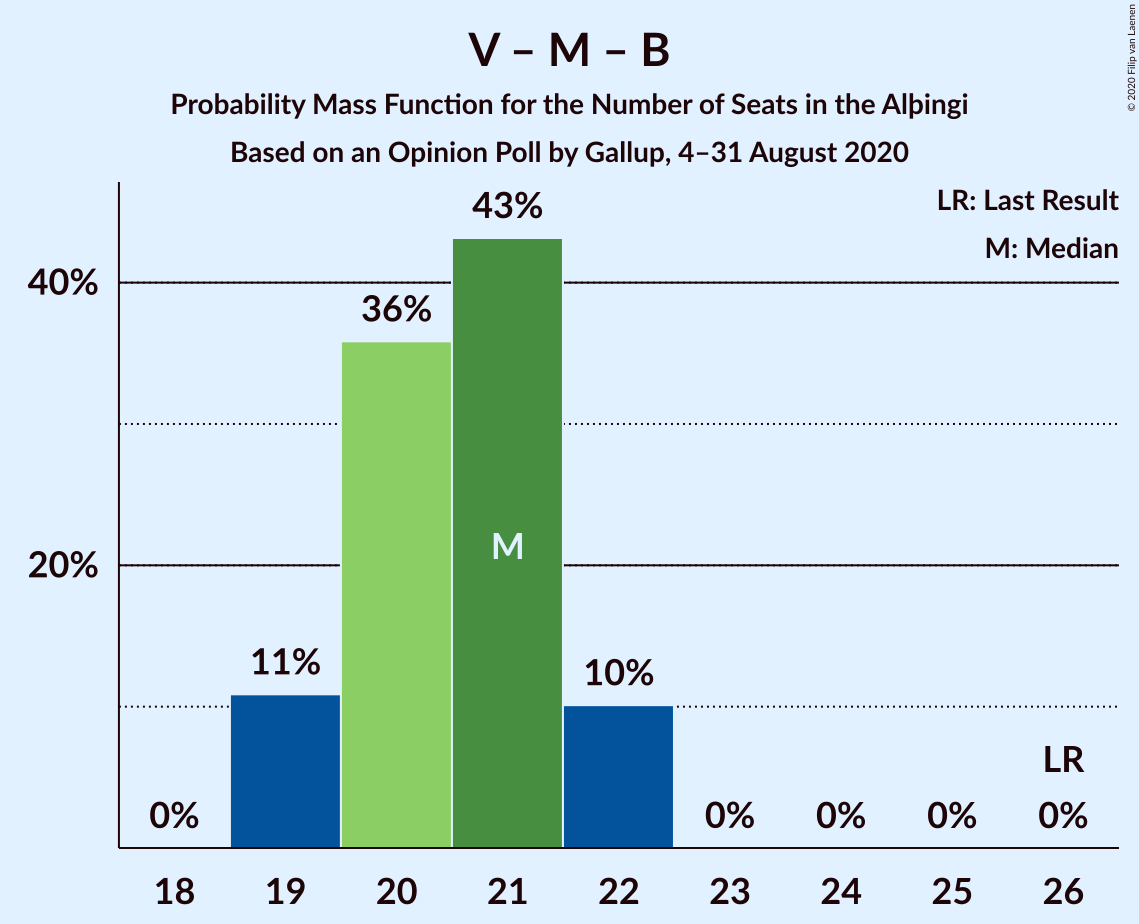 V – M – B
Probability Mass Function for the Number of Seats in the Alþingi
Based on an Opinion Poll by Gallup, 4–31 August 2020
© 2020 Filip van Laenen
LR: Last Result
M: Median
43%
40%
36%
M
20%
11%
10%
LR
0%
0%
0%
0%
0%
18
19
20
21
22
23
24
25
26